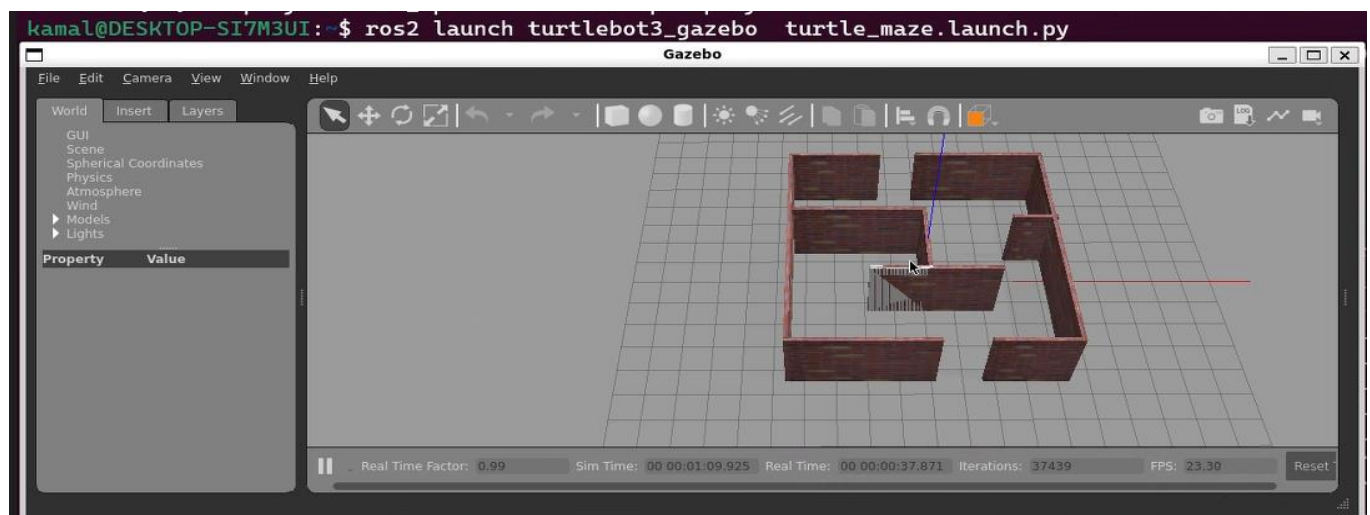 kamal@DESKTOP-SI7M3UI:~$ ros2 launch turtlebot3_gazebo  turtle_maze.launch.py
Gazebo
File Edit Camera View Window Help
World Insert Layers
GUI
Scene
Spherical Coordinates
Physics
Atmosphere
Wind
Models
Lights
Property Value
LOG
Real Time Factor: 0.99 Sim Time: 00 00:01:09.925 Real Time: 00 00:00:37.871 Iterations: 37439 FPS: 23.30 Reset